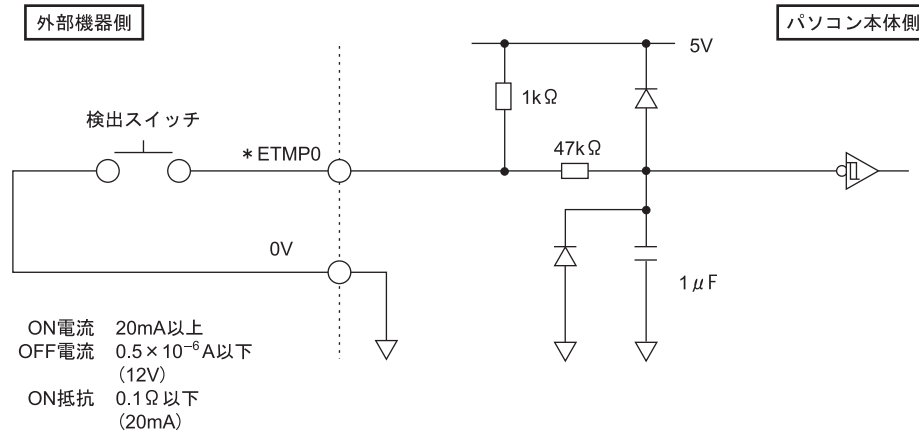 外部機器側
パソコン本体側
5V
1kΩ
検出スイッチ
47kΩ
＊ETMP0
0V
1μF
ON電流 20mA以上
OFF電流 0.5×10⁻⁶A以下
(12V)
ON抵抗 0.1Ω以下
(20mA)